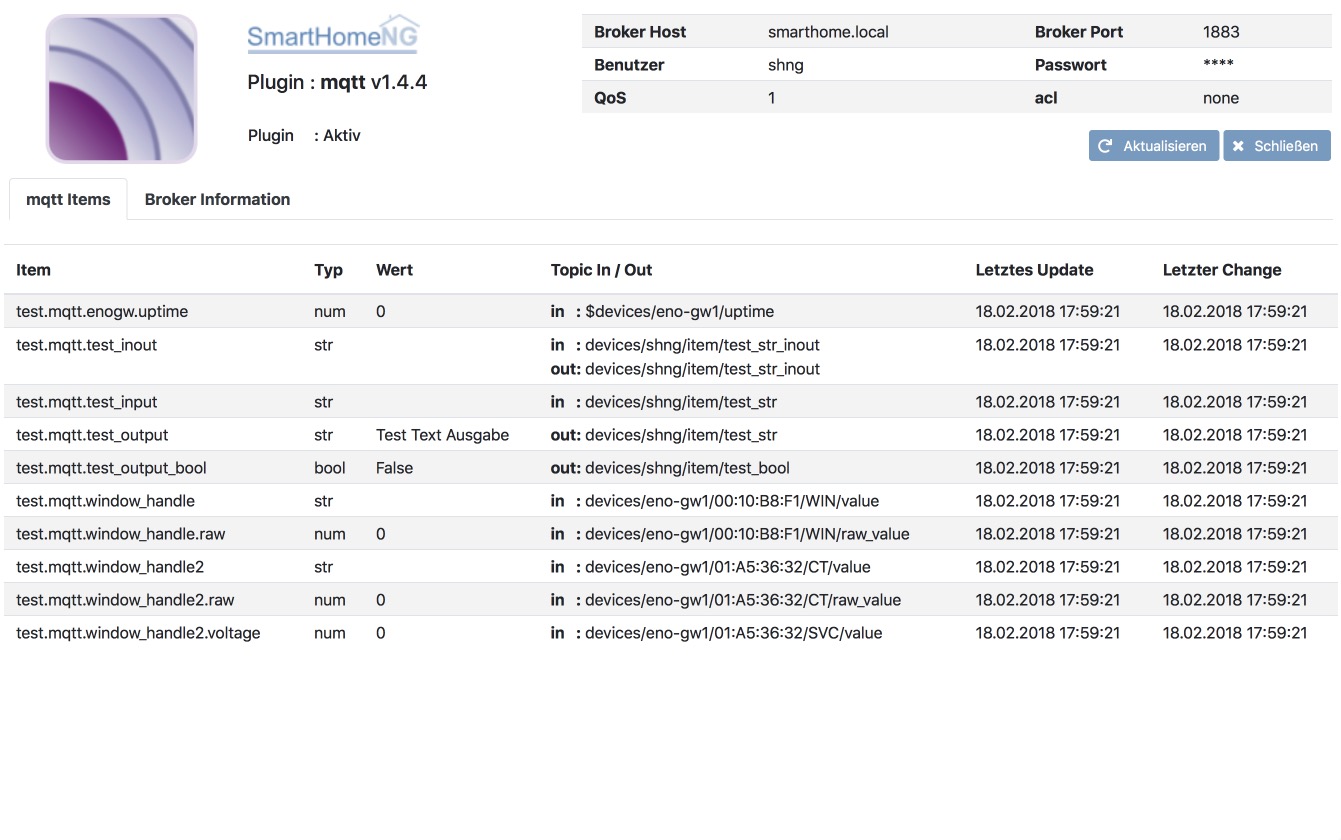 SmartHomeNG
Plugin : mqtt v1.4.4
Plugin : Aktiv
Broker Host smarthome.local Broker Port 1883
Benutzer shng Passwort ****
QoS 1 acl none
Aktualisieren Schließen
mqtt Items Broker Information
Item Typ Wert Topic In / Out Letztes Update Letzter Change
test.mqtt.enogw.uptime num 0 in : $devices/eno-gw1/uptime 18.02.2018 17:59:21 18.02.2018 17:59:21
test.mqtt.test_inout str in : devices/shng/item/test_str_inout 18.02.2018 17:59:21 18.02.2018 17:59:21
out: devices/shng/item/test_str_inout
test.mqtt.test_input str in : devices/shng/item/test_str 18.02.2018 17:59:21 18.02.2018 17:59:21
test.mqtt.test_output str Test Text Ausgabe out: devices/shng/item/test_str 18.02.2018 17:59:21 18.02.2018 17:59:21
test.mqtt.test_output_bool bool False out: devices/shng/item/test_bool 18.02.2018 17:59:21 18.02.2018 17:59:21
test.mqtt.window_handle str in : devices/eno-gw1/00:10:B8:F1/WIN/value 18.02.2018 17:59:21 18.02.2018 17:59:21
test.mqtt.window_handle.raw num 0 in : devices/eno-gw1/00:10:B8:F1/WIN/raw_value 18.02.2018 17:59:21 18.02.2018 17:59:21
test.mqtt.window_handle2 str in : devices/eno-gw1/01:A5:36:32/CT/value 18.02.2018 17:59:21 18.02.2018 17:59:21
test.mqtt.window_handle2.raw num 0 in : devices/eno-gw1/01:A5:36:32/CT/raw_value 18.02.2018 17:59:21 18.02.2018 17:59:21
test.mqtt.window_handle2.voltage num 0 in : devices/eno-gw1/01:A5:36:32/SVC/value 18.02.2018 17:59:21 18.02.2018 17:59:21